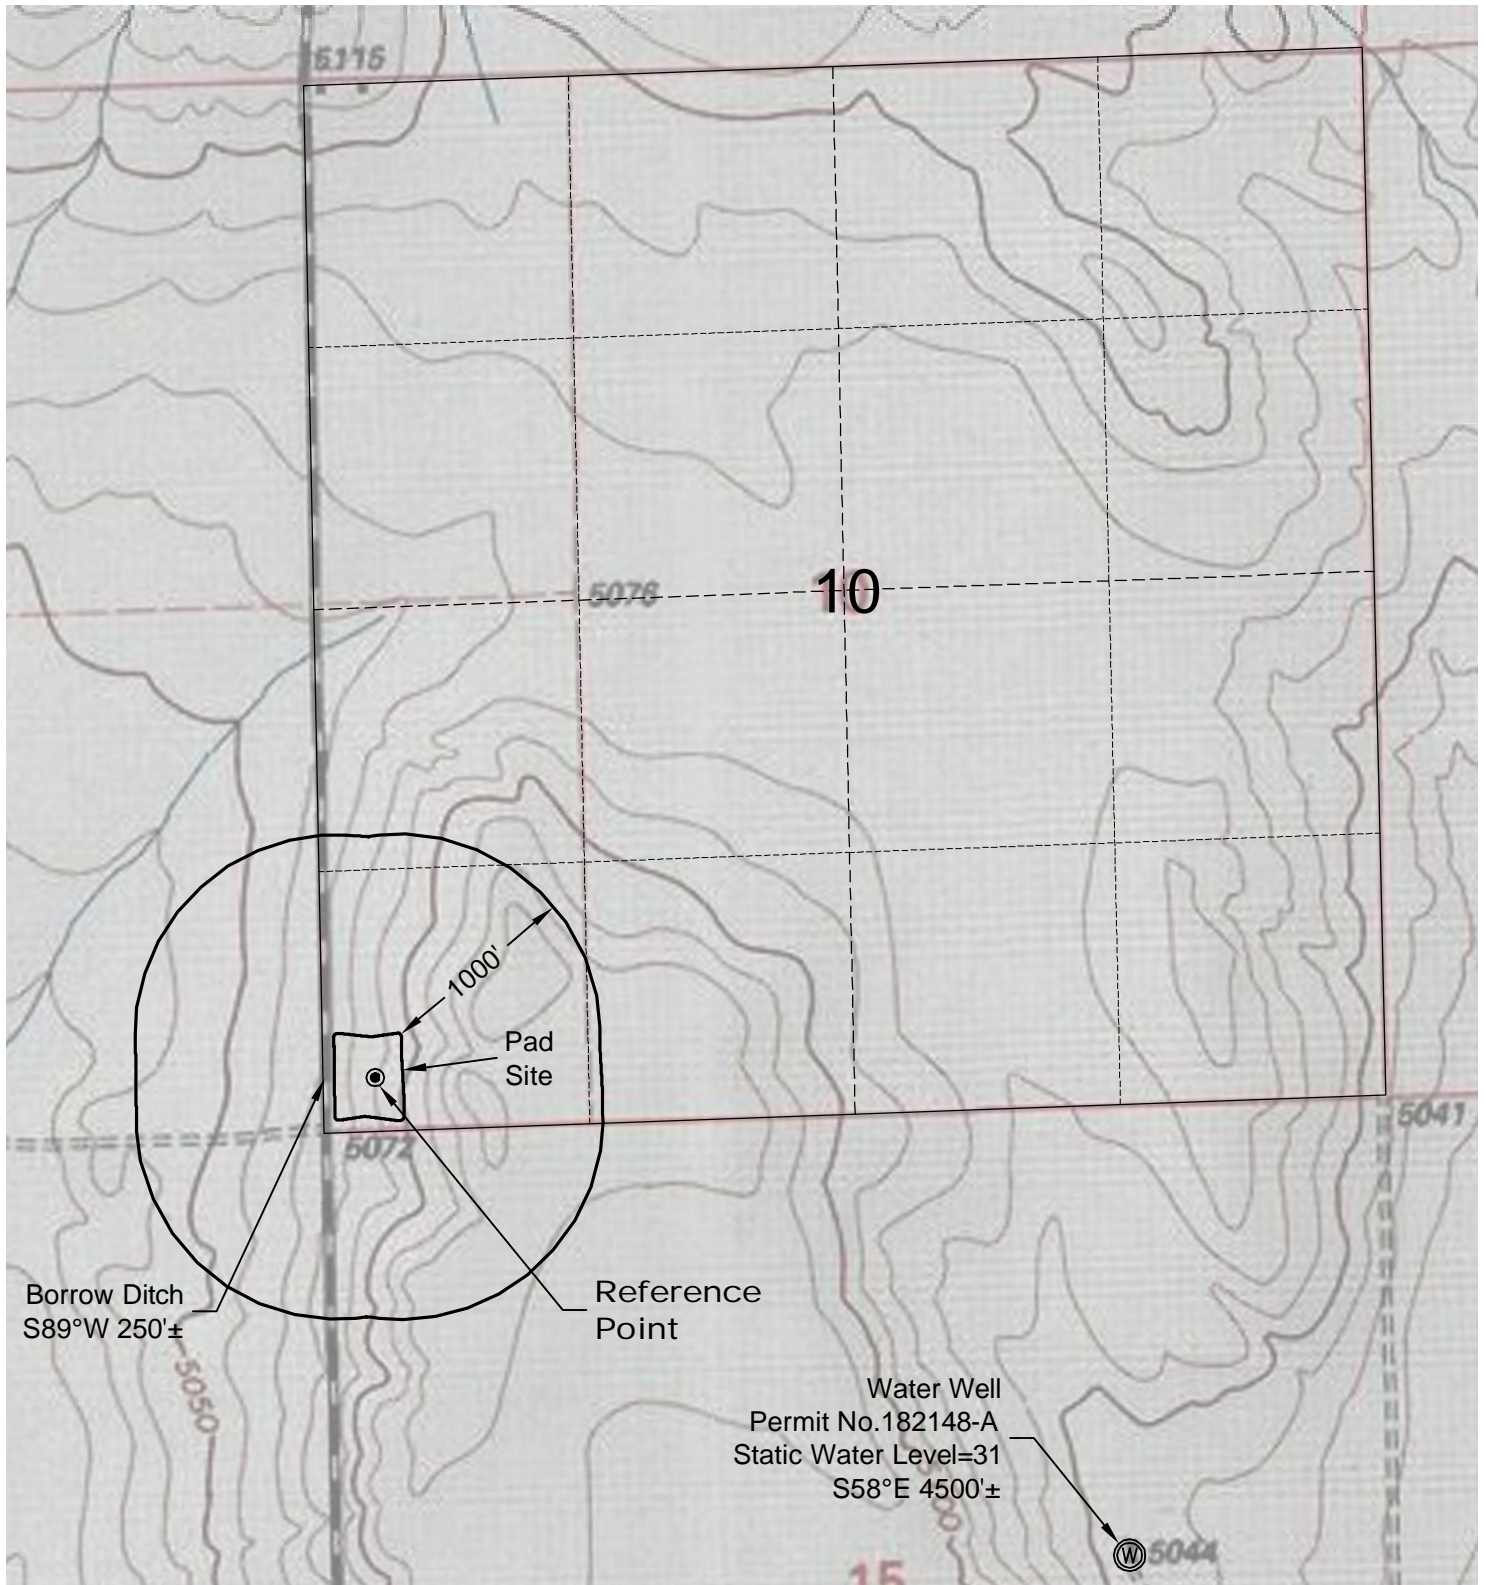 5115
5076
10
1000'
Pad
Site
5072
5041
Borrow Ditch
S89°W 250'±
Reference
Point
5050
Water Well
Permit No.182148-A
Static Water Level=31
S58°E 4500'±
W
5044
15